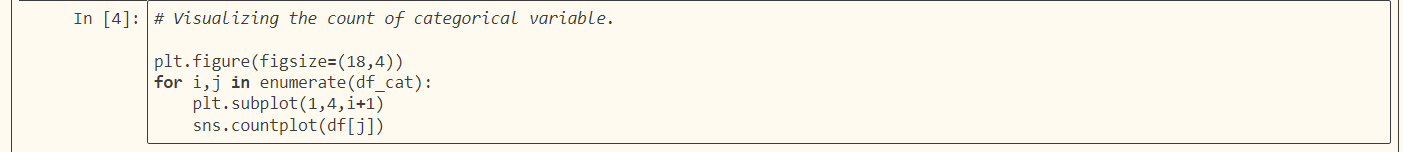 In [4]: # Visualizing the count of categorical variable.
plt.figure(figsize=(18,4))
for i,j in enumerate(df_cat):
    plt.subplot(1,4,i+1)
    sns.countplot(df[j])